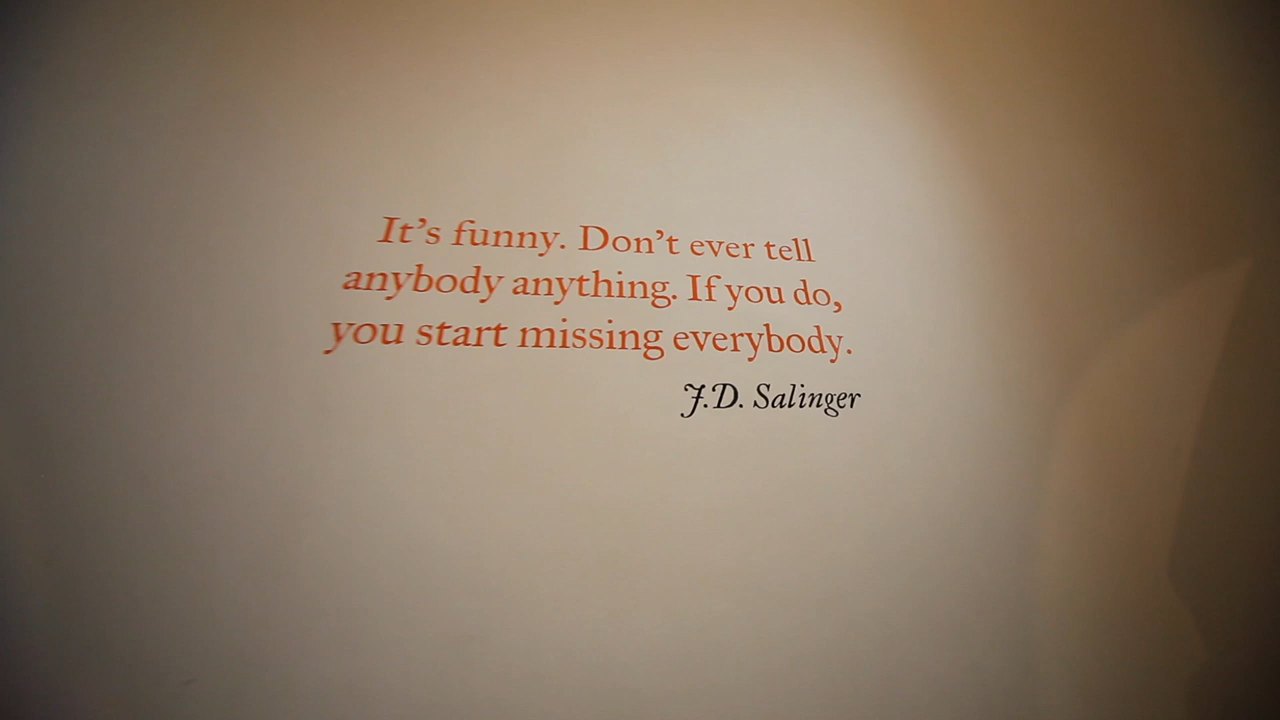 It's funny. Don't ever tell
anybody anything. If you do,
you start missing everybody.
J.D. Salinger